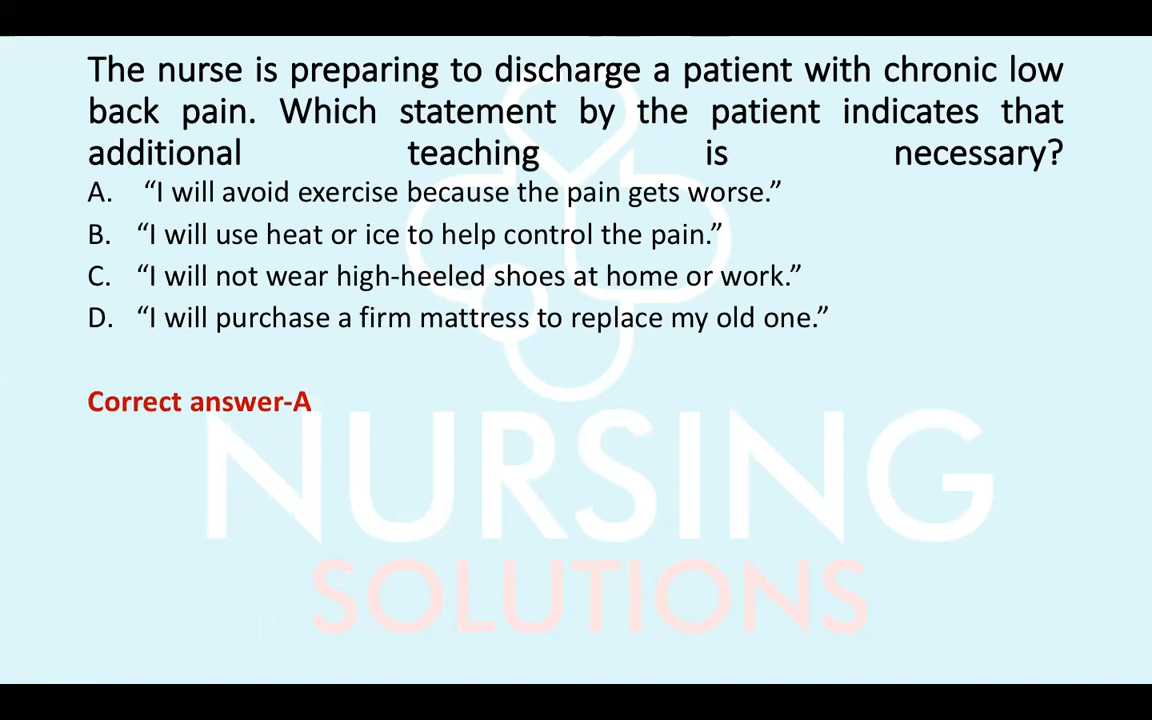 The nurse is preparing to discharge a patient with chronic low
back pain. Which statement by the patient indicates that
additional teaching is necessary?
A. “I will avoid exercise because the pain gets worse.”
B. “I will use heat or ice to help control the pain.”
C. “I will not wear high-heeled shoes at home or work.”
D. “I will purchase a firm mattress to replace my old one.”
Correct answer-A
NURSING
SOLUTIONS